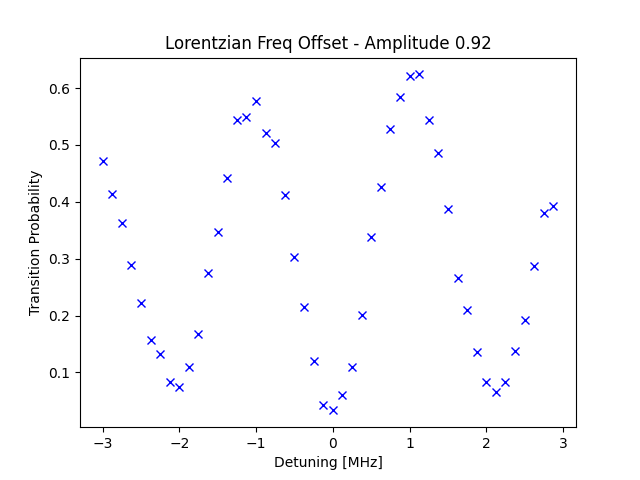 Lorentzian Freq Offset - Amplitude 0.92
Transition Probability
0.6
0.5
0.4
0.3
0.2
0.1
−3 −2 −1 0 1 2 3
Detuning [MHz]